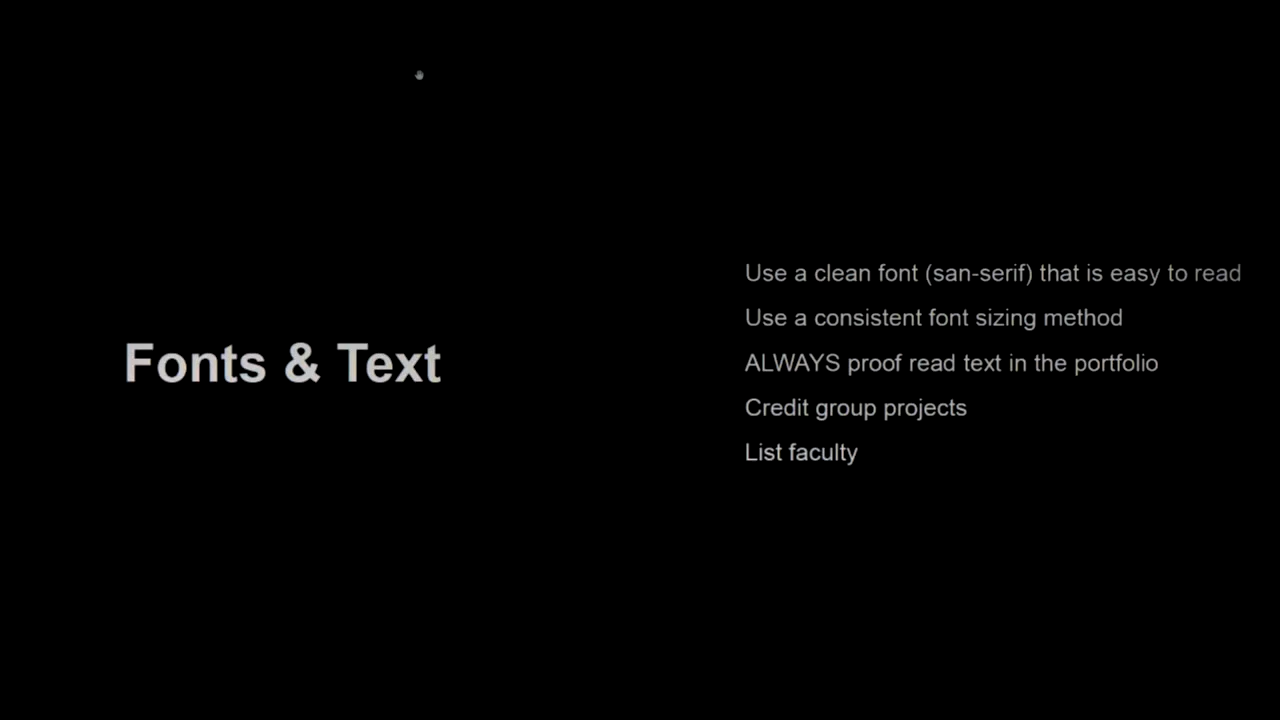 Fonts & Text
Use a clean font (san-serif) that is easy to read
Use a consistent font sizing method
ALWAYS proof read text in the portfolio
Credit group projects
List faculty